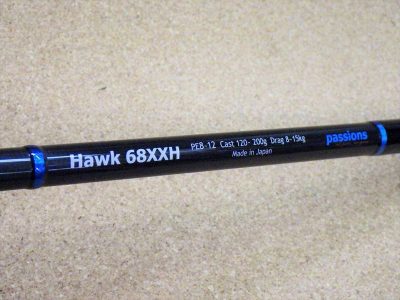 Hawk 68XXH PE8-12 Cast 120-200g Drag 8-15kg passions
Made in Japan